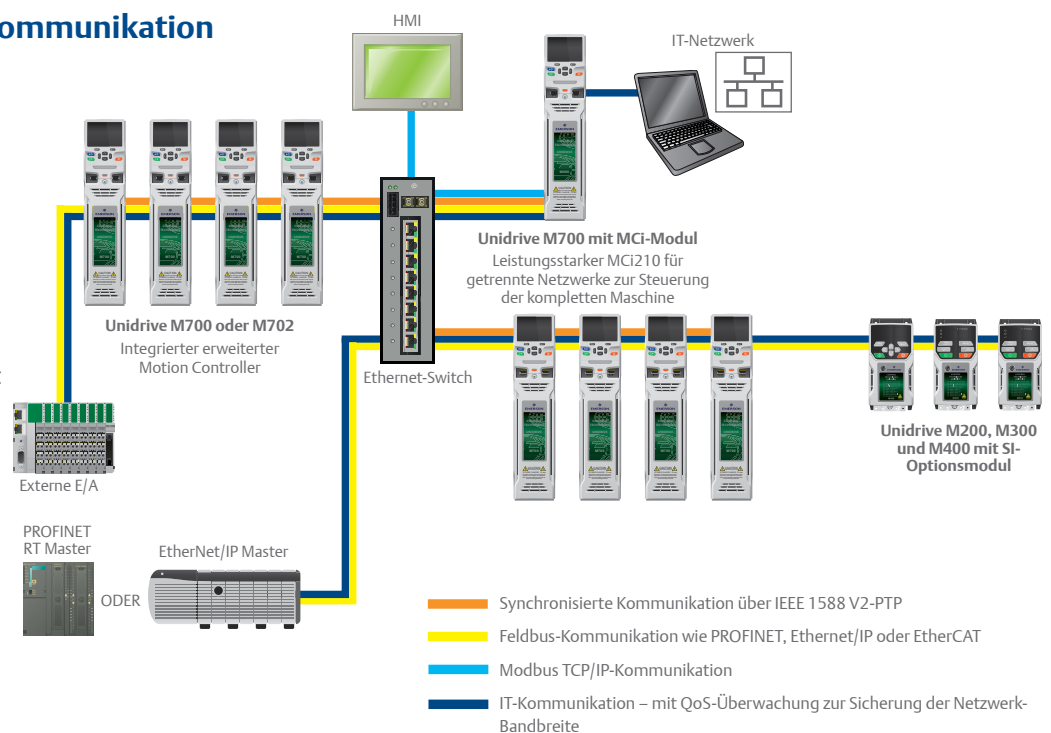 ommunikation
HMI
IT-Netzwerk
Unidrive M700 mit MCi-Modul
Leistungsstarker MCi210 für
getrennte Netzwerke zur Steuerung
der kompletten Maschine
Unidrive M700 oder M702
Integrierter erweiterter
Motion Controller
Ethernet-Switch
Externe E/A
Unidrive M200, M300
und M400 mit SI-
Optionsmodul
PROFINET
RT Master
ODER
EtherNet/IP Master
Synchronisierte Kommunikation über IEEE 1588 V2-PTP
Feldbus-Kommunikation wie PROFINET, Ethernet/IP oder EtherCAT
Modbus TCP/IP-Kommunikation
IT-Kommunikation – mit QoS-Überwachung zur Sicherung der Netzwerk-
Bandbreite